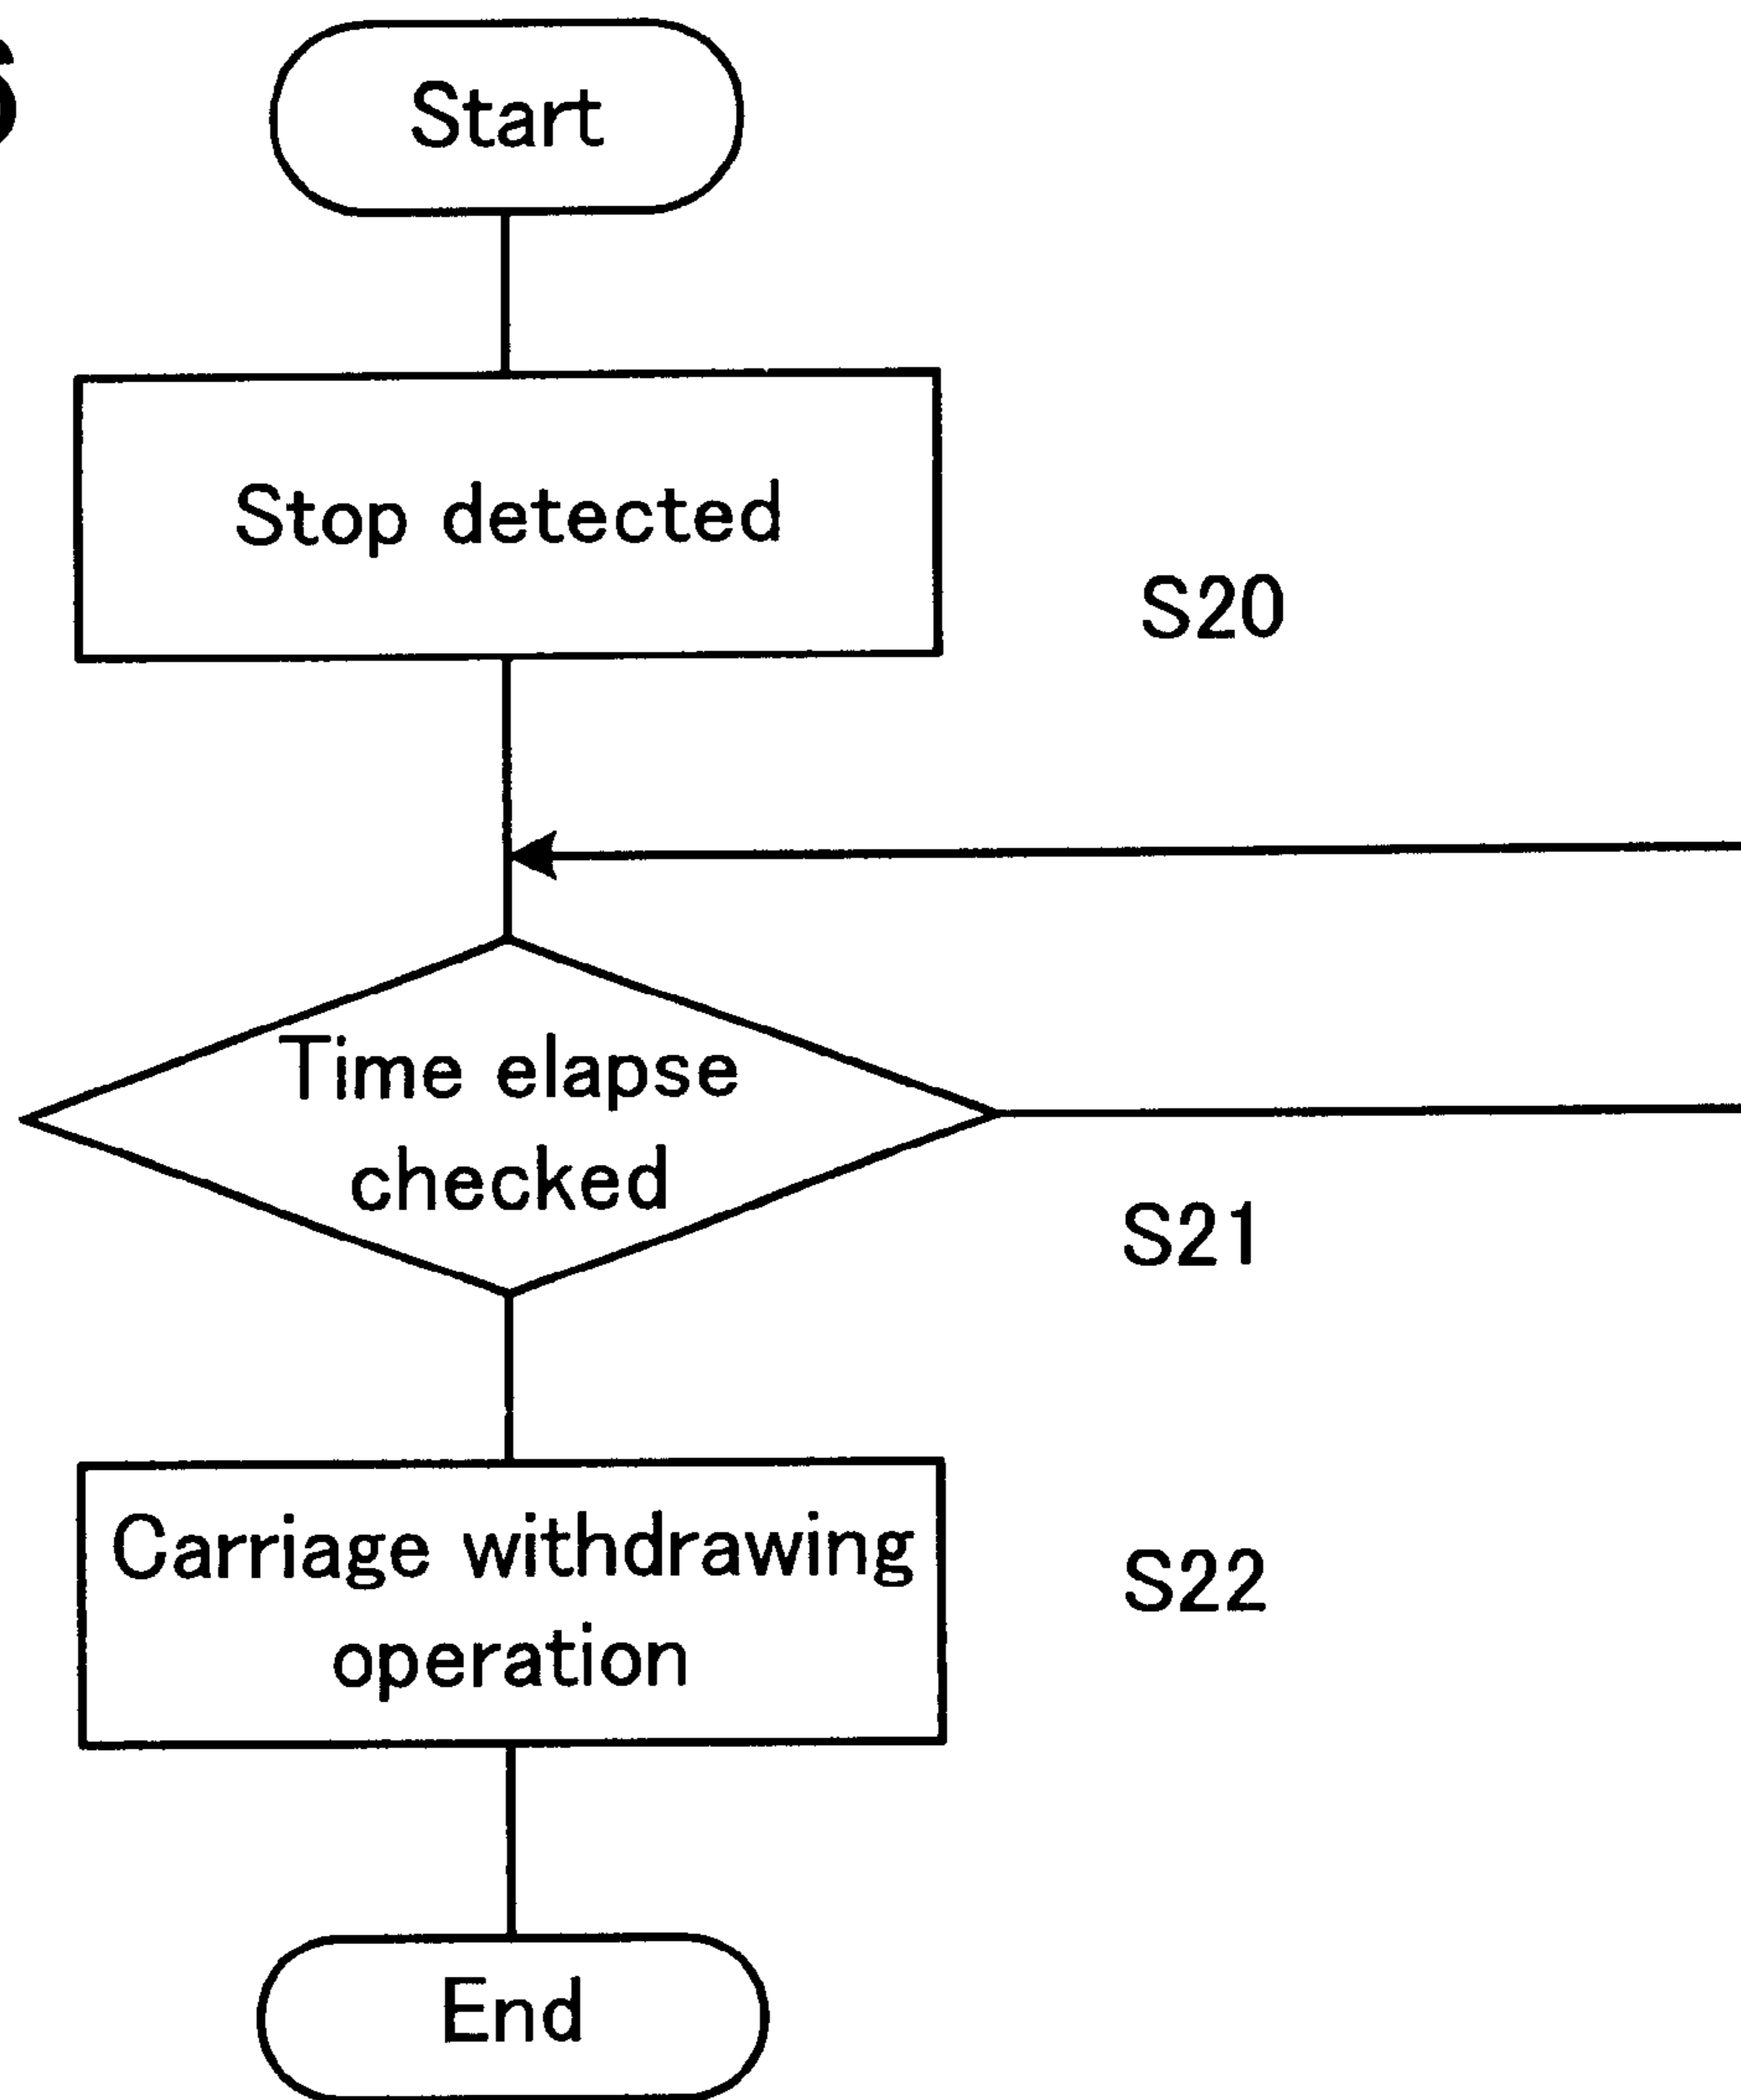 Start
Stop detected
S20
Time elapse
checked
S21
Carriage withdrawing
operation
S22
End